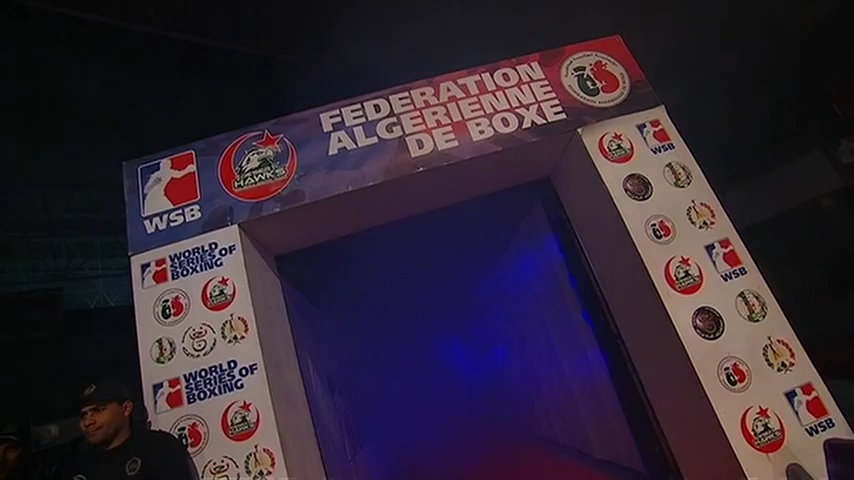 FEDERATION
ALGERIENNE
DE BOXE
WSB
HAWKS
WORLD
SERIES OF
BOXING
WORLD
SERIES OF
BOXING
WSB
WSB
WSB